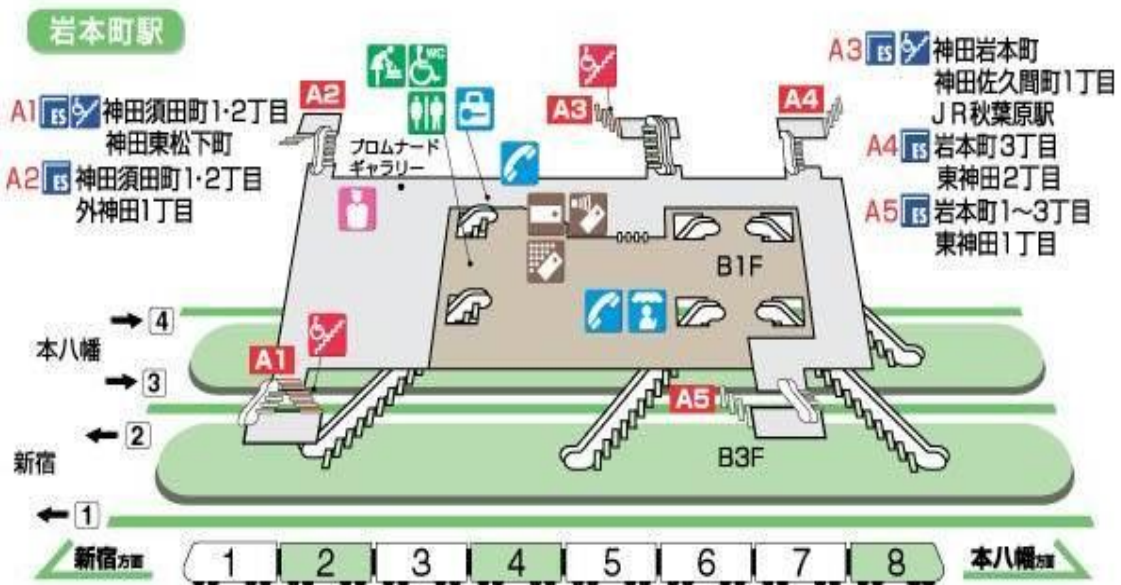 岩本町駅
A1 ES 神田須田町1・2丁目
神田東松下町
A2 ES 神田須田町1・2丁目
外神田1丁目
A2
WC
プロムナード
ギャラリー
A3
A4
A3 ES 神田岩本町
神田佐久間町1丁目
JR秋葉原駅
A4 ES 岩本町3丁目
東神田2丁目
A5 ES 岩本町1〜3丁目
東神田1丁目
B1F
4
本八幡
3
A1
A5
2
新宿
B3F
1
新宿方面 1 2 3 4 5 6 7 8 本八幡方面